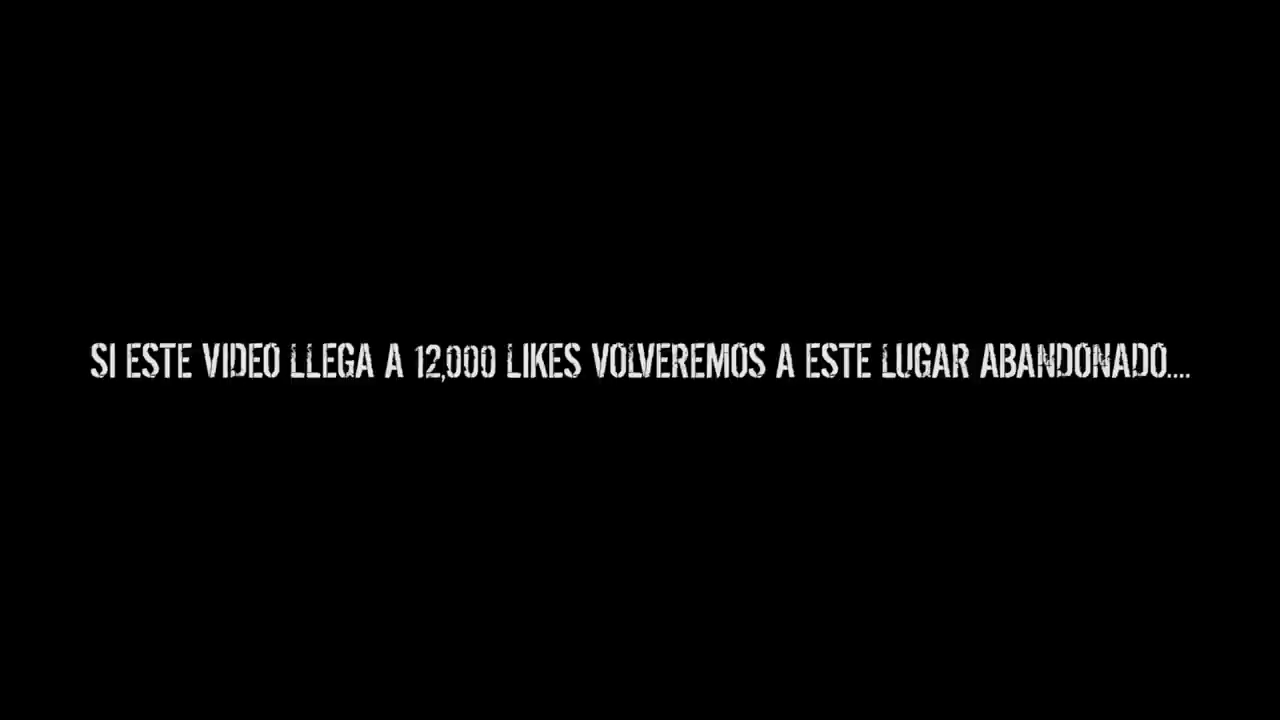 SI ESTE VIDEO LLEGA A 12,000 LIKES VOLVEREMOS A ESTE LUGAR ABANDONADO....